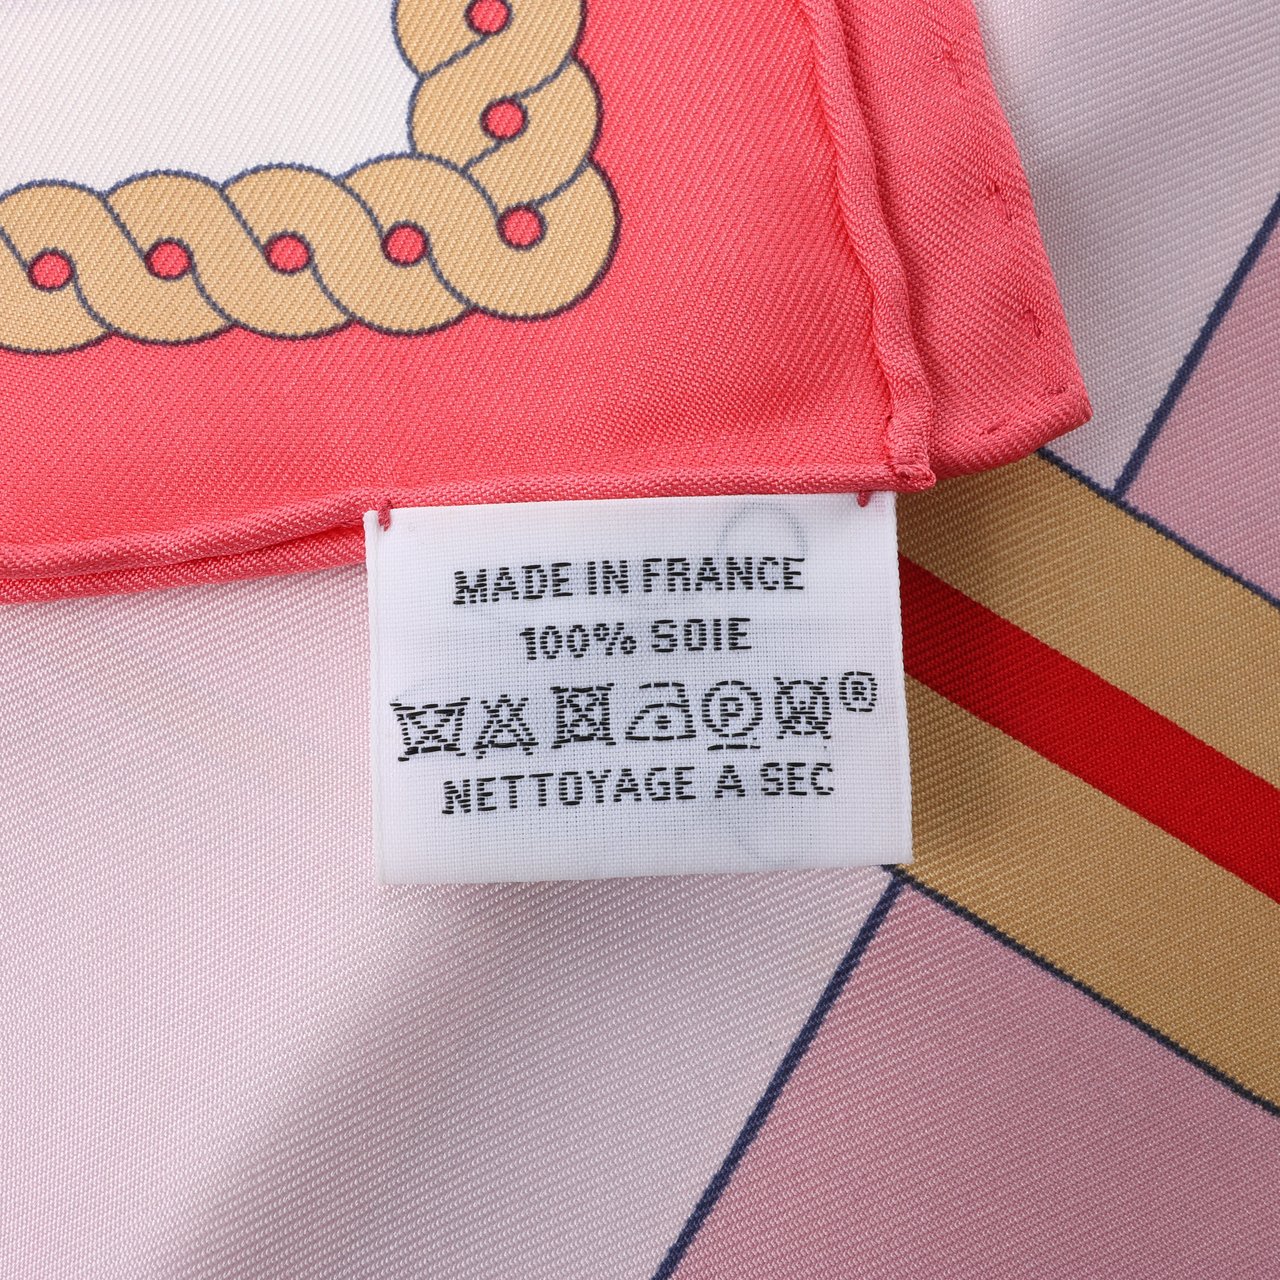 MADE IN FRANCE
100% SOIE
P W ®
NETTOYAGE A SEC